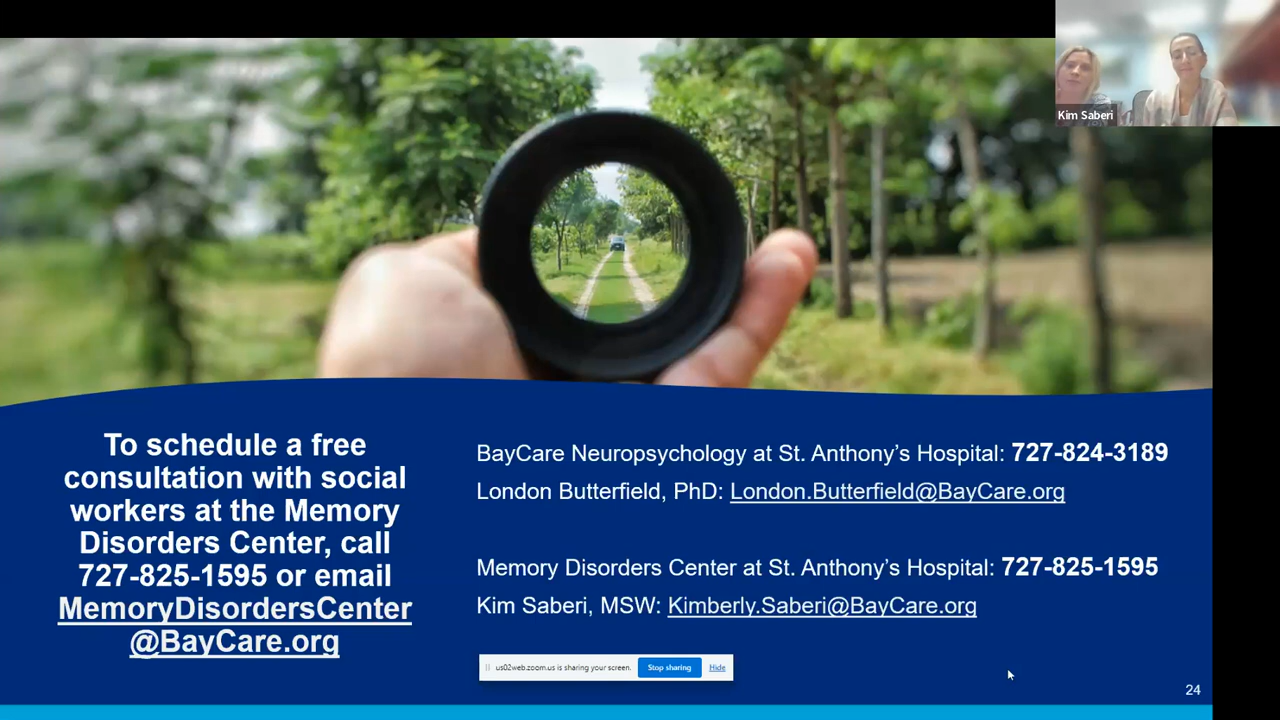 Kim Saberi
To schedule a free
consultation with social
workers at the Memory
Disorders Center, call
727-825-1595 or email
MemoryDisordersCenter
@BayCare.org
BayCare Neuropsychology at St. Anthony’s Hospital: 727-824-3189
London Butterfield, PhD: London.Butterfield@BayCare.org
Memory Disorders Center at St. Anthony’s Hospital: 727-825-1595
Kim Saberi, MSW: Kimberly.Saberi@BayCare.org
us02web.zoom.us is sharing your screen. Stop sharing Hide
24